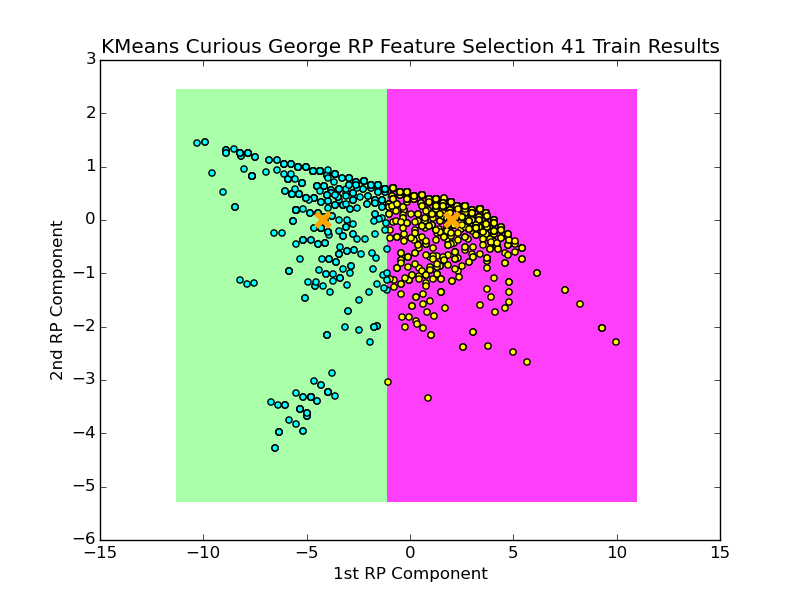 KMeans Curious George RP Feature Selection 41 Train Results
3
2
1
0
−1
−2
−3
−4
−5
−6
2nd RP Component
−15 −10 −5 0 5 10 15
1st RP Component